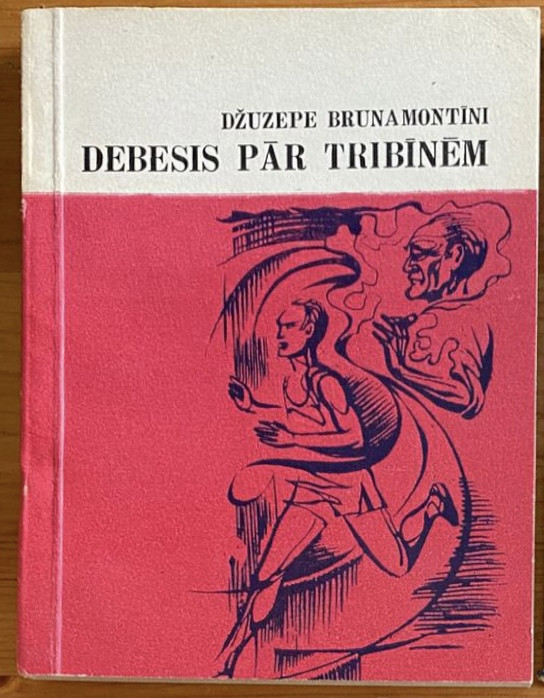 DŽUZEPE BRUNAMONTĪNI
DEBESIS PĀR TRIBĪNĒM